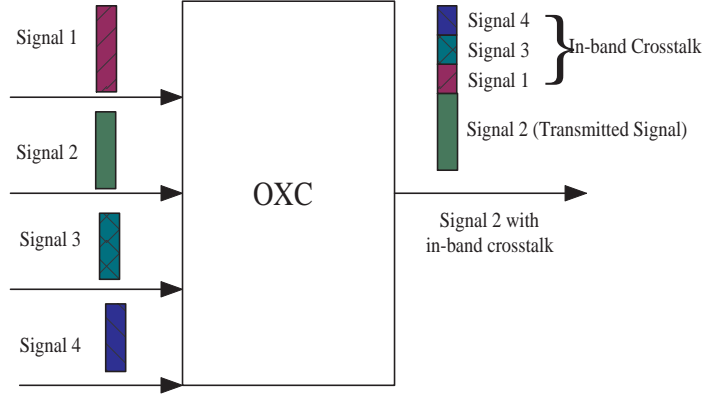 Signal 1
Signal 2
Signal 3
Signal 4
OXC
Signal 4
Signal 3
Signal 1
In-band Crosstalk
Signal 2 (Transmitted Signal)
Signal 2 with
in-band crosstalk